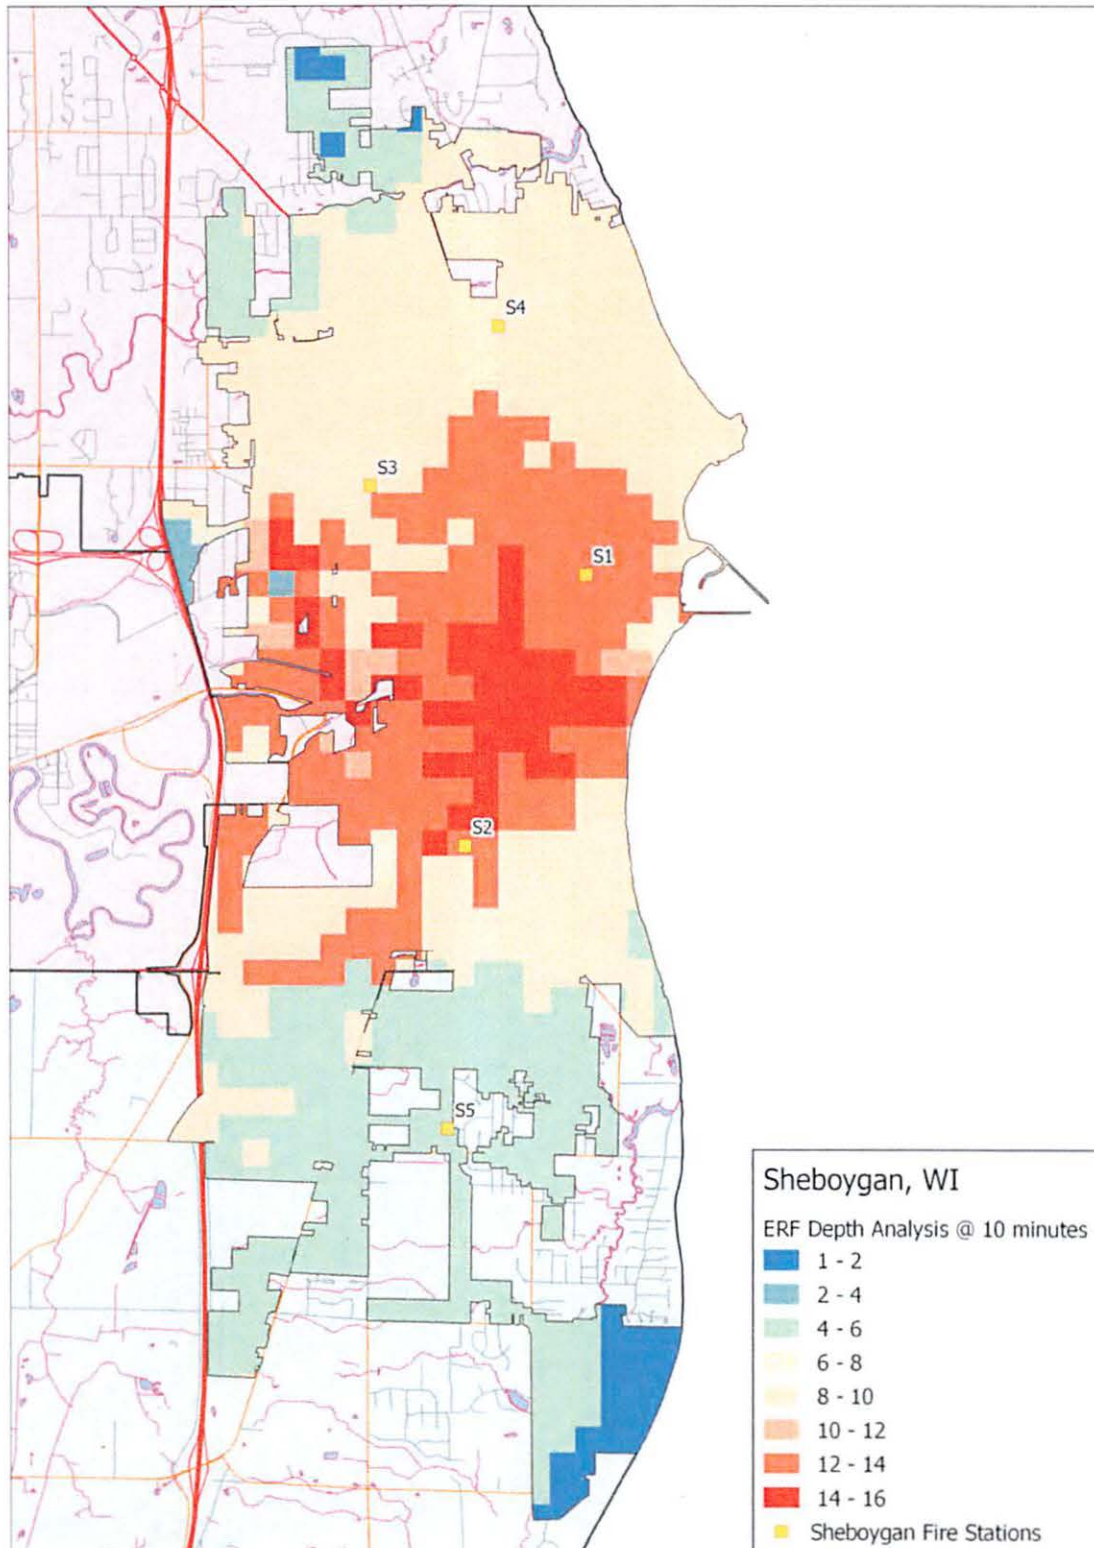 S4
S3
S1
S2
S5
Sheboygan, WI
ERF Depth Analysis @ 10 minutes
1 - 2
2 - 4
4 - 6
6 - 8
8 - 10
10 - 12
12 - 14
14 - 16
Sheboygan Fire Stations